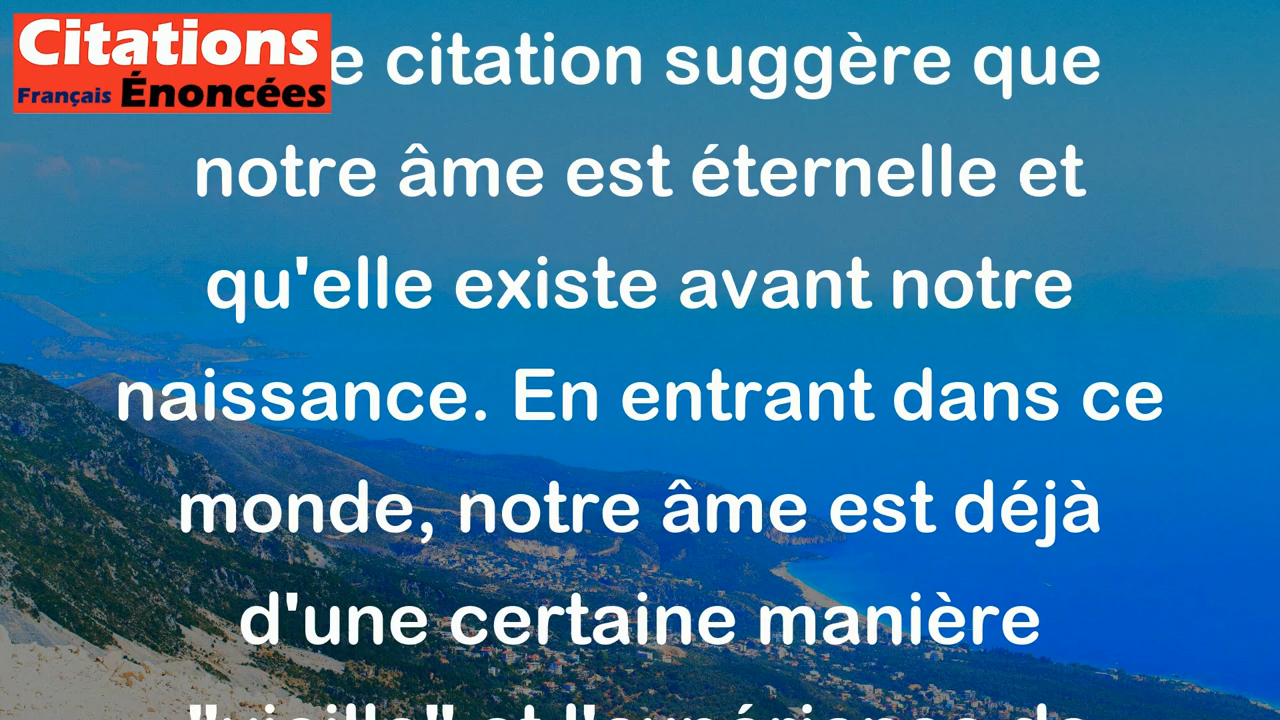 Citations
Français Énoncées
e citation suggère que
notre âme est éternelle et
qu'elle existe avant notre
naissance. En entrant dans ce
monde, notre âme est déjà
d'une certaine manière